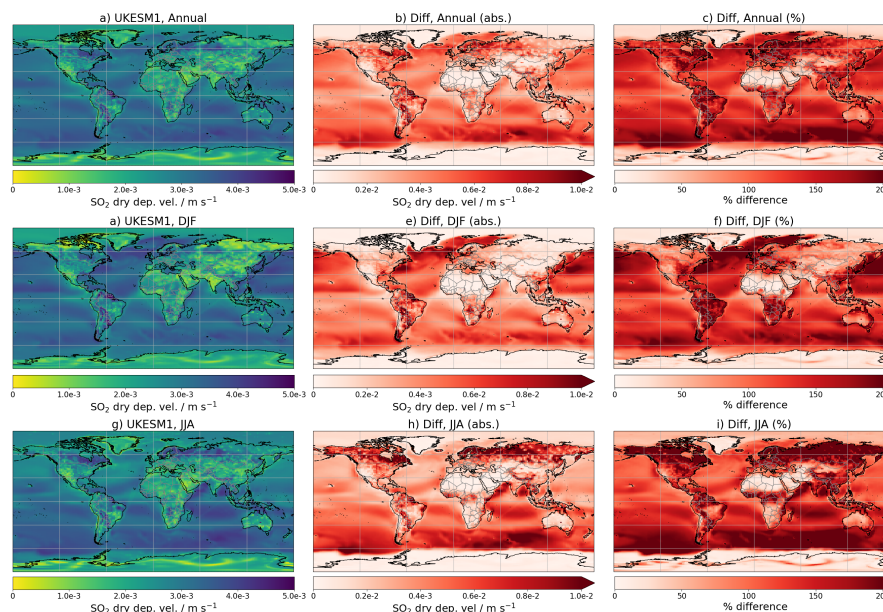 a) UKESM1, Annual
b) Diff, Annual (abs.)
c) Diff, Annual (%)
0 1.0e-3 2.0e-3 3.0e-3 4.0e-3 5.0e-3
0 0.2e-2 0.4e-2 0.6e-2 0.8e-2 1.0e-2
0 50 100 150 200
SO₂ dry dep. vel. / m s⁻¹
SO₂ dry dep. vel. / m s⁻¹
% difference
a) UKESM1, DJF
e) Diff, DJF (abs.)
f) Diff, DJF (%)
0 1.0e-3 2.0e-3 3.0e-3 4.0e-3 5.0e-3
0 0.2e-2 0.4e-2 0.6e-2 0.8e-2 1.0e-2
0 50 100 150 200
SO₂ dry dep. vel. / m s⁻¹
SO₂ dry dep. vel. / m s⁻¹
% difference
g) UKESM1, JJA
h) Diff, JJA (abs.)
i) Diff, JJA (%)
0 1.0e-3 2.0e-3 3.0e-3 4.0e-3 5.0e-3
0 0.2e-2 0.4e-2 0.6e-2 0.8e-2 1.0e-2
0 50 100 150 200
SO₂ dry dep. vel. / m s⁻¹
SO₂ dry dep. vel. / m s⁻¹
% difference